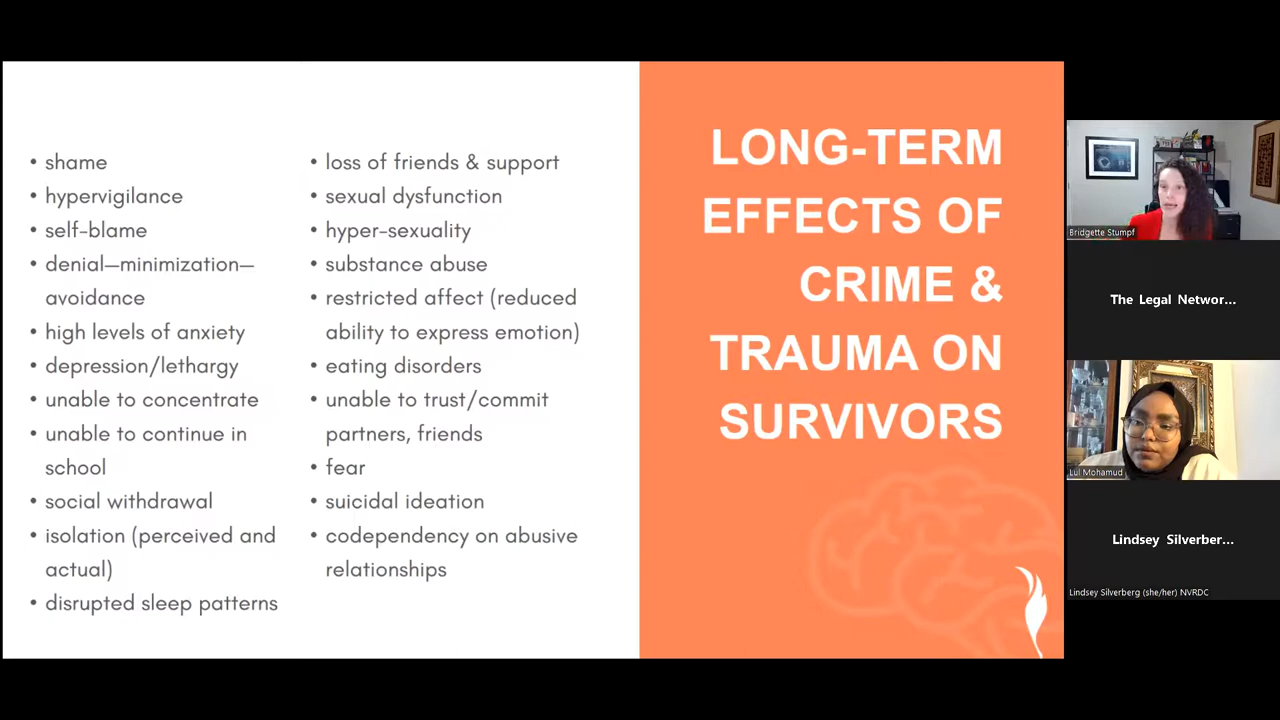 • shame
• hypervigilance
• self-blame
• denial—minimization—
avoidance
• high levels of anxiety
• depression/lethargy
• unable to concentrate
• unable to continue in
school
• social withdrawal
• isolation (perceived and
actual)
• disrupted sleep patterns
• loss of friends & support
• sexual dysfunction
• hyper-sexuality
• substance abuse
• restricted affect (reduced
ability to express emotion)
• eating disorders
• unable to trust/commit
partners, friends
• fear
• suicidal ideation
• codependency on abusive
relationships
LONG-TERM
EFFECTS OF
CRIME &
TRAUMA ON
SURVIVORS
Bridgette Stumpf
The Legal Networ...
Lul Mohamud
Lindsey Silverber...
Lindsey Silverberg (she/her) NVRDC